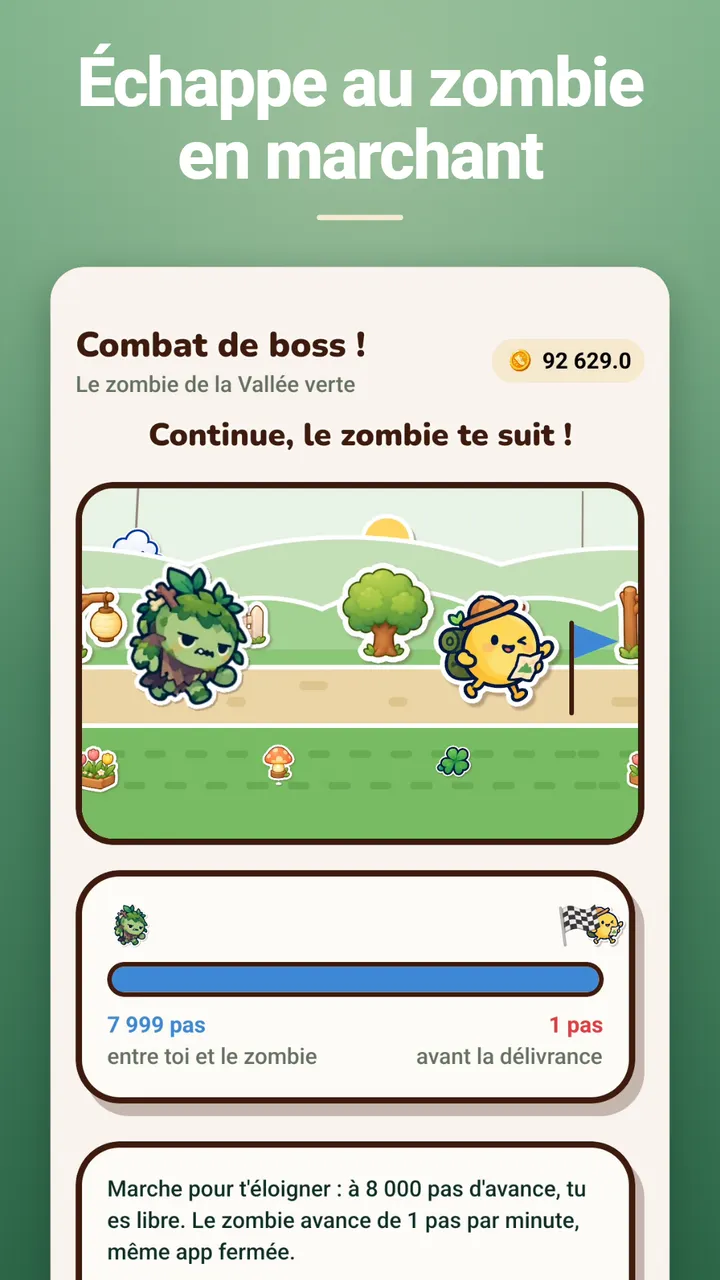 Échappe au zombie
en marchant
Combat de boss !
92 629.0
Le zombie de la Vallée verte
Continue, le zombie te suit !
7 999 pas
1 pas
entre toi et le zombie
avant la délivrance
Marche pour t'éloigner : à 8 000 pas d'avance, tu
es libre. Le zombie avance de 1 pas par minute,
même app fermée.